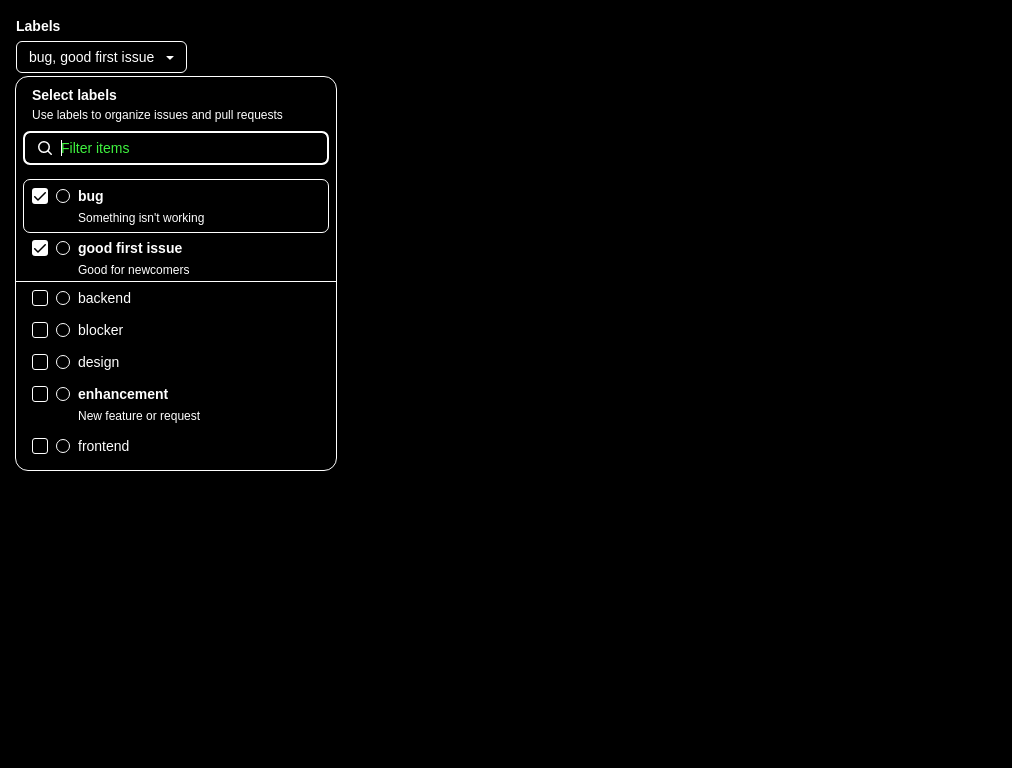 Labels
bug, good first issue
Select labels
Use labels to organize issues and pull requests
Filter items
bug
Something isn't working
good first issue
Good for newcomers
backend
blocker
design
enhancement
New feature or request
frontend